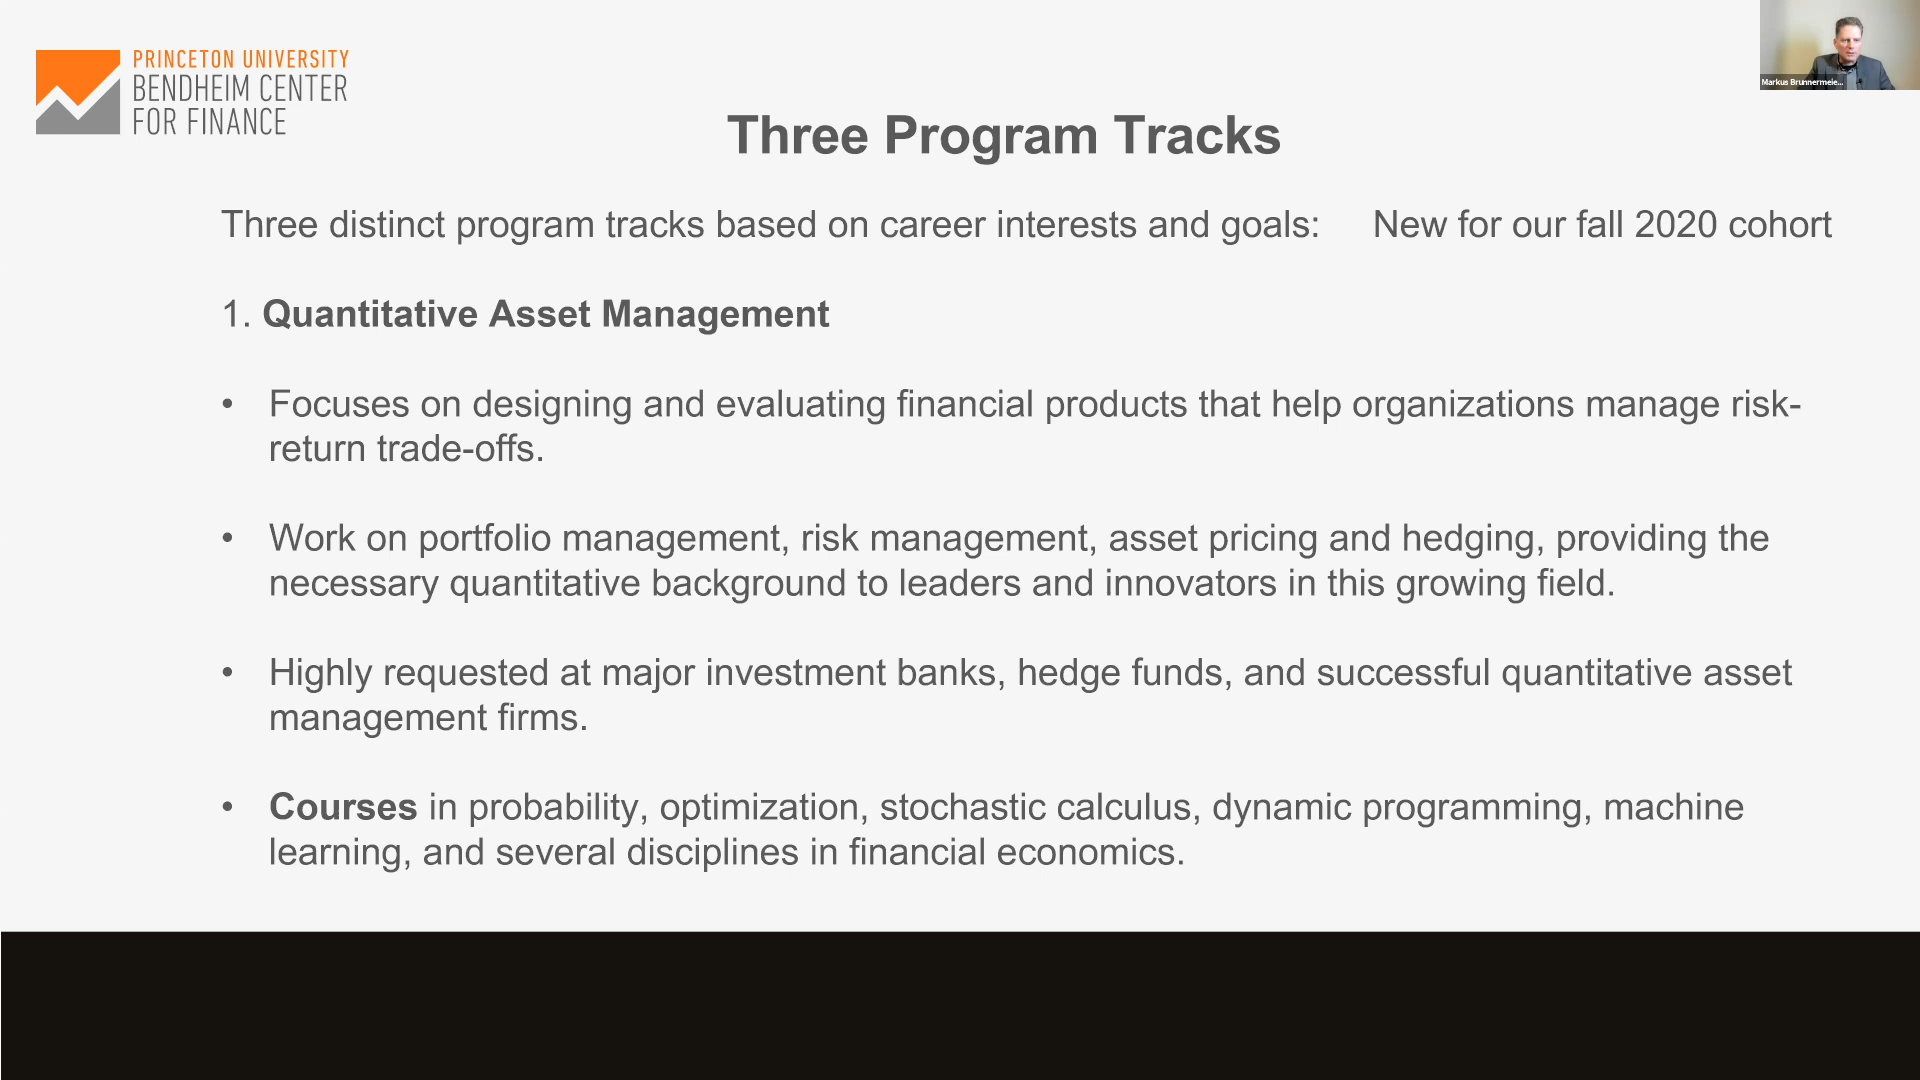 PRINCETON UNIVERSITY
BENDHEIM CENTER
FOR FINANCE
Markus Brunnermeie...
Three Program Tracks
Three distinct program tracks based on career interests and goals: New for our fall 2020 cohort
1. Quantitative Asset Management
• Focuses on designing and evaluating financial products that help organizations manage risk-
return trade-offs.
• Work on portfolio management, risk management, asset pricing and hedging, providing the
necessary quantitative background to leaders and innovators in this growing field.
• Highly requested at major investment banks, hedge funds, and successful quantitative asset
management firms.
• Courses in probability, optimization, stochastic calculus, dynamic programming, machine
learning, and several disciplines in financial economics.